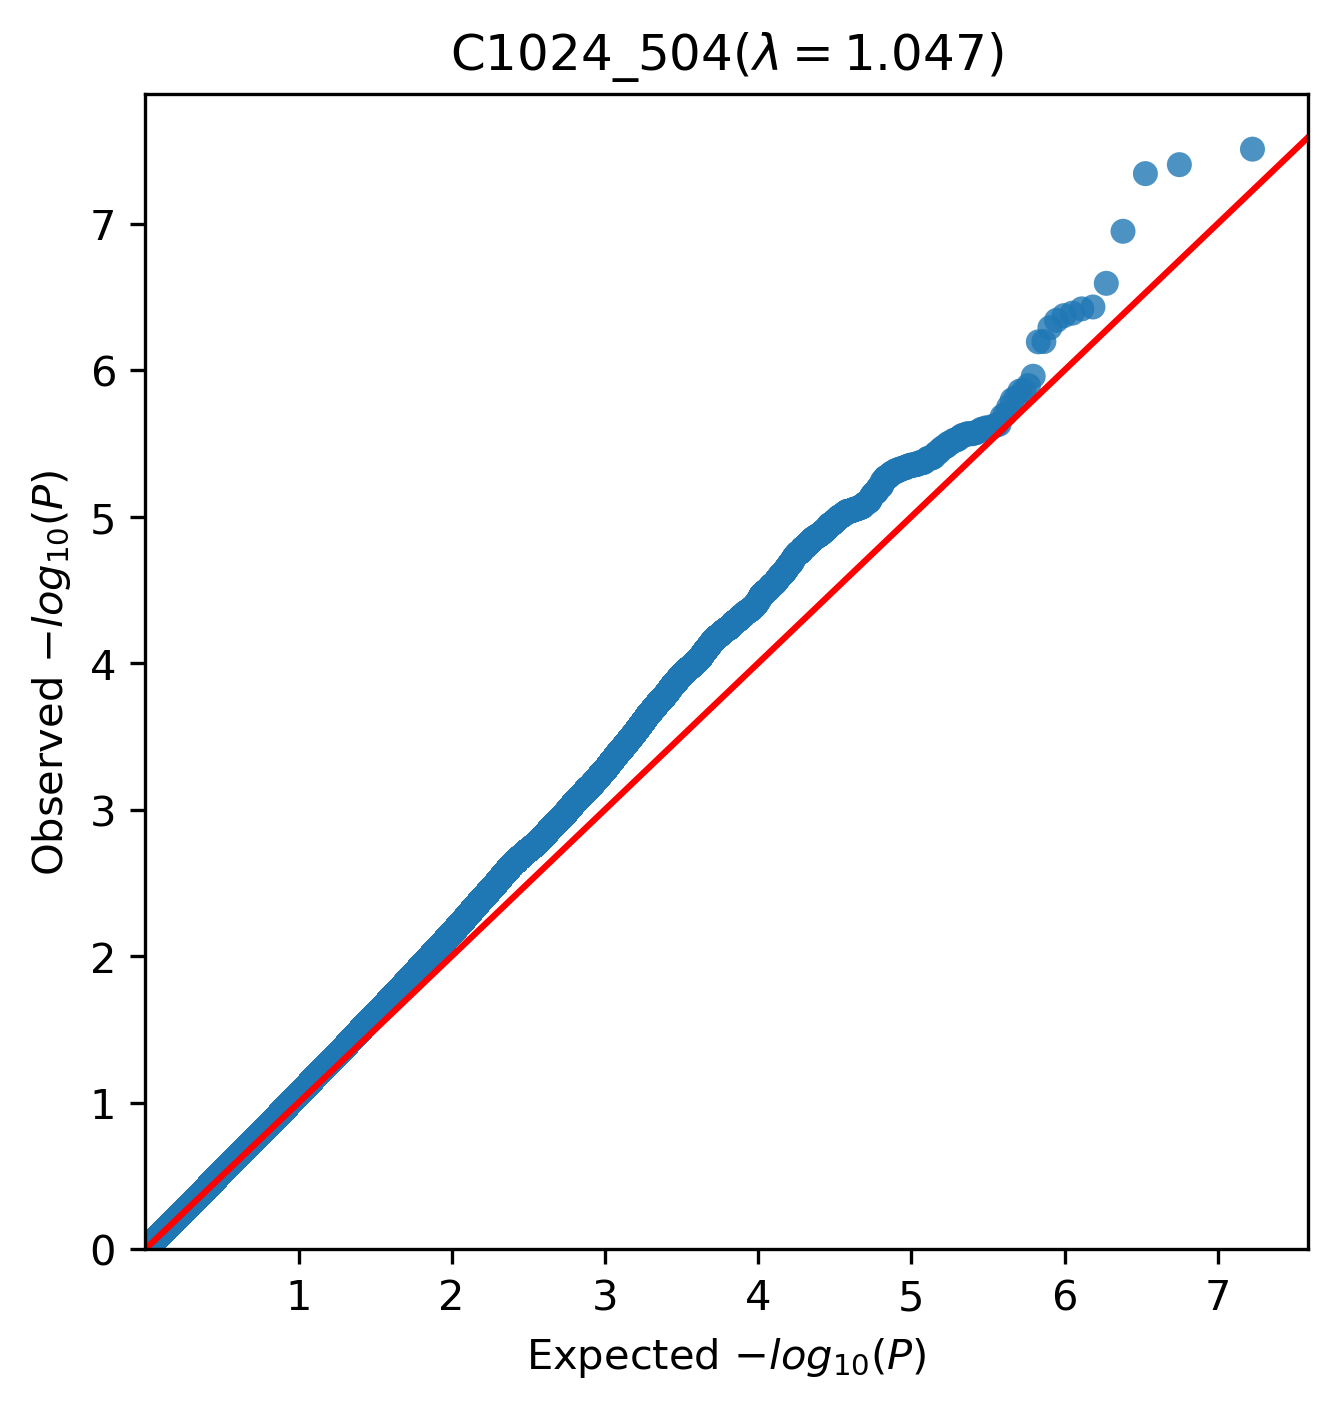 C1024_504(λ = 1.047)
7
6
5
4
3
2
1
0
Observed −log₁₀(P)
1 2 3 4 5 6 7
Expected −log₁₀(P)